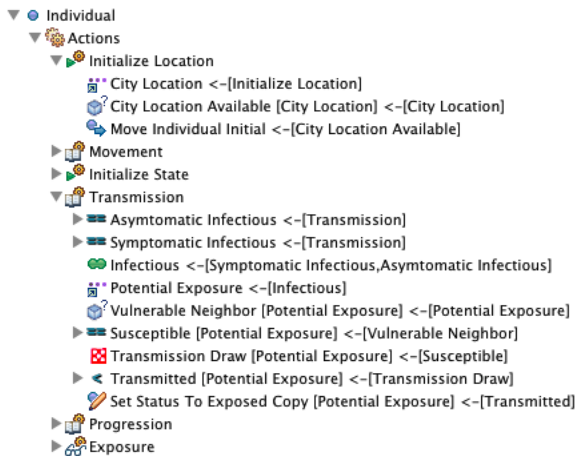 Individual
Actions
Initialize Location
City Location <-[Initialize Location]
City Location Available [City Location] <-[City Location]
Move Individual Initial <-[City Location Available]
Movement
Initialize State
Transmission
Asymtomatic Infectious <-[Transmission]
Symptomatic Infectious <-[Transmission]
Infectious <-[Symptomatic Infectious,Asymtomatic Infectious]
Potential Exposure <-[Infectious]
Vulnerable Neighbor [Potential Exposure] <-[Potential Exposure]
Susceptible [Potential Exposure] <-[Vulnerable Neighbor]
Transmission Draw [Potential Exposure] <-[Susceptible]
Transmitted [Potential Exposure] <-[Transmission Draw]
Set Status To Exposed Copy [Potential Exposure] <-[Transmitted]
Progression
Exposure